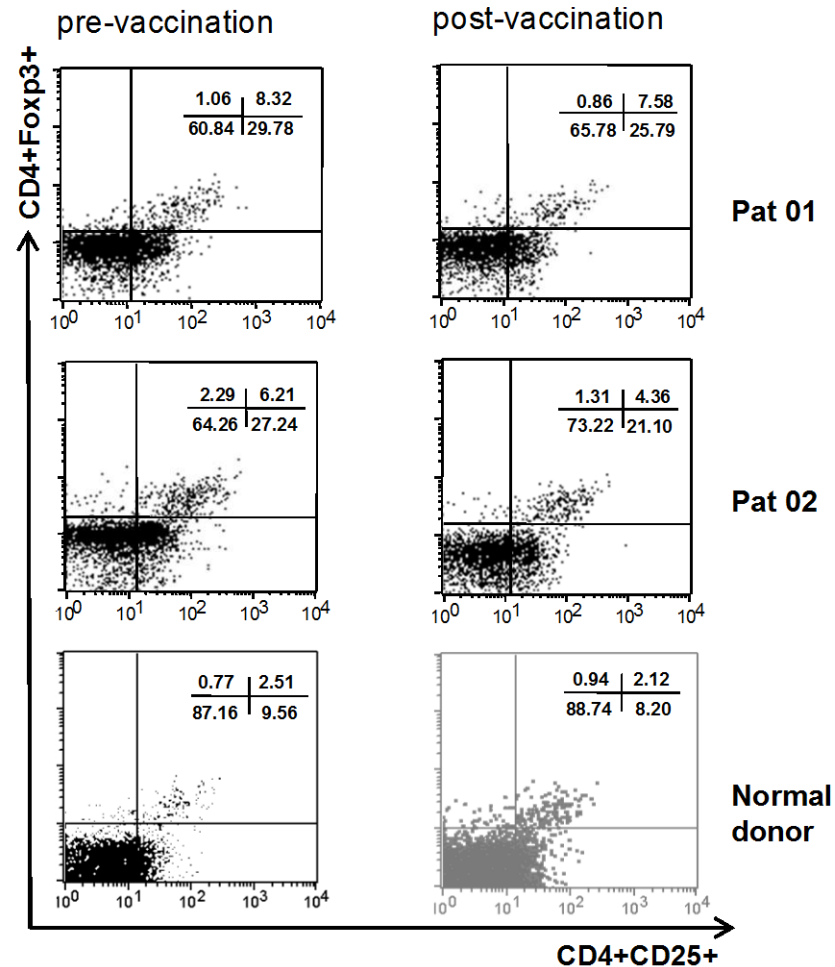 pre-vaccination
post-vaccination
CD4+Foxp3+
1.06 8.32
60.84 29.78
10^0 10^1 10^2 10^3 10^4
0.86 7.58
65.78 25.79
10^0 10^1 10^2 10^3 10^4
Pat 01
2.29 6.21
64.26 27.24
10^0 10^1 10^2 10^3 10^4
1.31 4.36
73.22 21.10
10^0 10^1 10^2 10^3 10^4
Pat 02
0.77 2.51
87.16 9.56
10^0 10^1 10^2 10^3 10^4
0.94 2.12
88.74 8.20
10^0 10^1 10^2 10^3 10^4
Normal
donor
CD4+CD25+